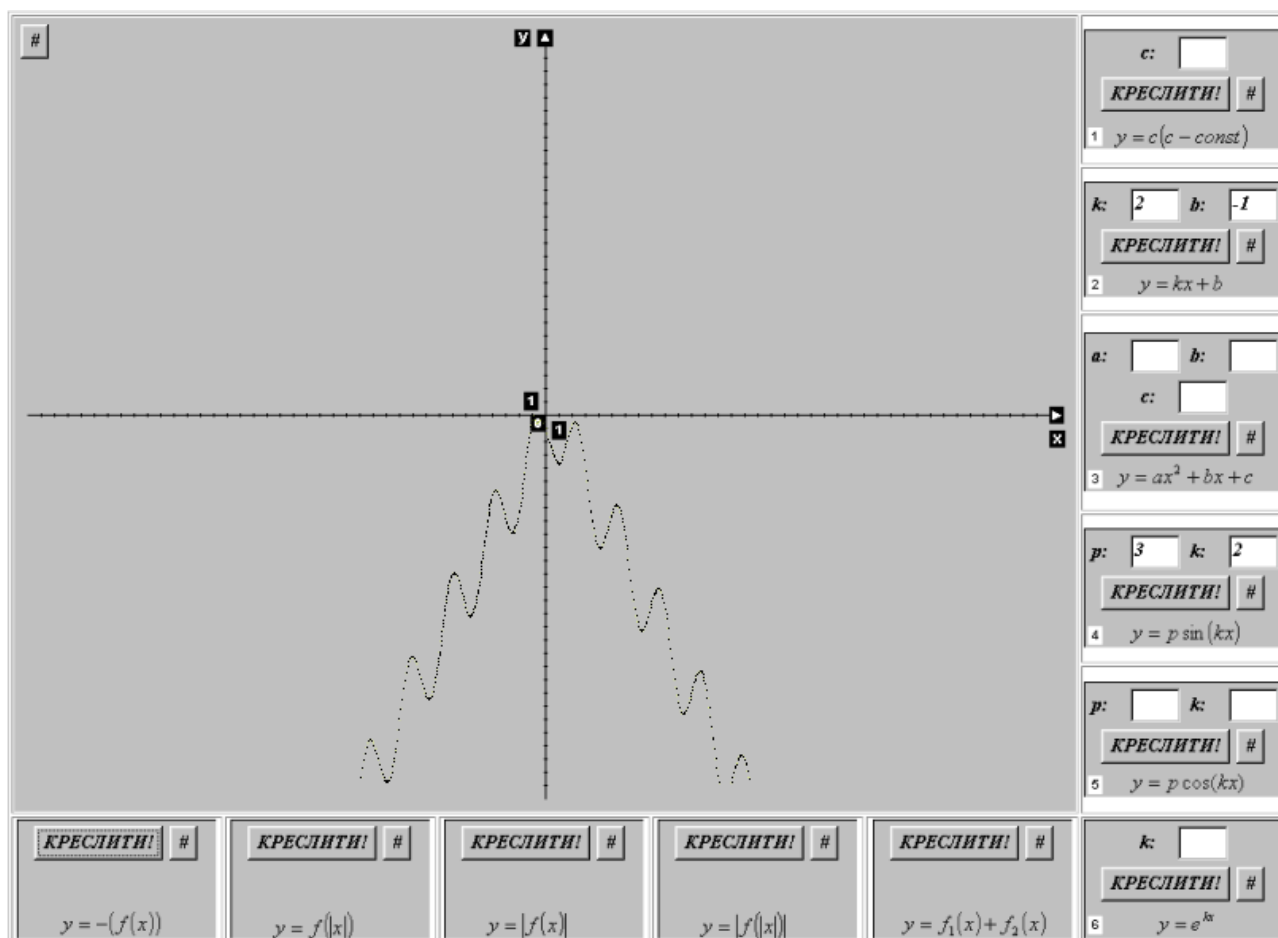 #
y
1
0
1
x
c:
КРЕСЛИТИ! #
1 y = c(c – const)
k: 2 b: -1
КРЕСЛИТИ! #
2 y = kx + b
a: b:
c:
КРЕСЛИТИ! #
3 y = ax² + bx + c
p: 3 k: 2
КРЕСЛИТИ! #
4 y = p sin(kx)
p: k:
КРЕСЛИТИ! #
5 y = p cos(kx)
k:
КРЕСЛИТИ! #
6 y = e^{kx}
КРЕСЛИТИ! #
y = –(f(x))
КРЕСЛИТИ! #
y = f(|x|)
КРЕСЛИТИ! #
y = |f(x)|
КРЕСЛИТИ! #
y = |f(|x|)|
КРЕСЛИТИ! #
y = f₁(x) + f₂(x)